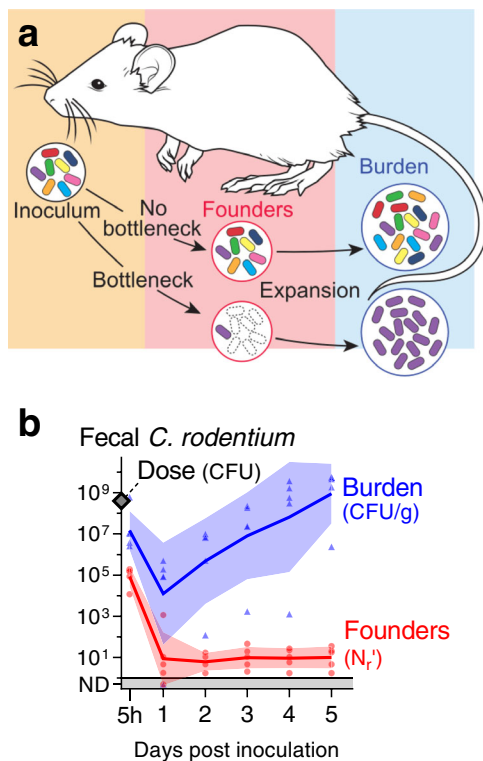 a
Inoculum
No
bottleneck
Bottleneck
Founders
Expansion
Burden
b
Fecal C. rodentium
Dose (CFU)
10⁹
10⁷
10⁵
10³
10¹
ND
Burden
(CFU/g)
Founders
(Nᵣ')
5h 1 2 3 4 5
Days post inoculation